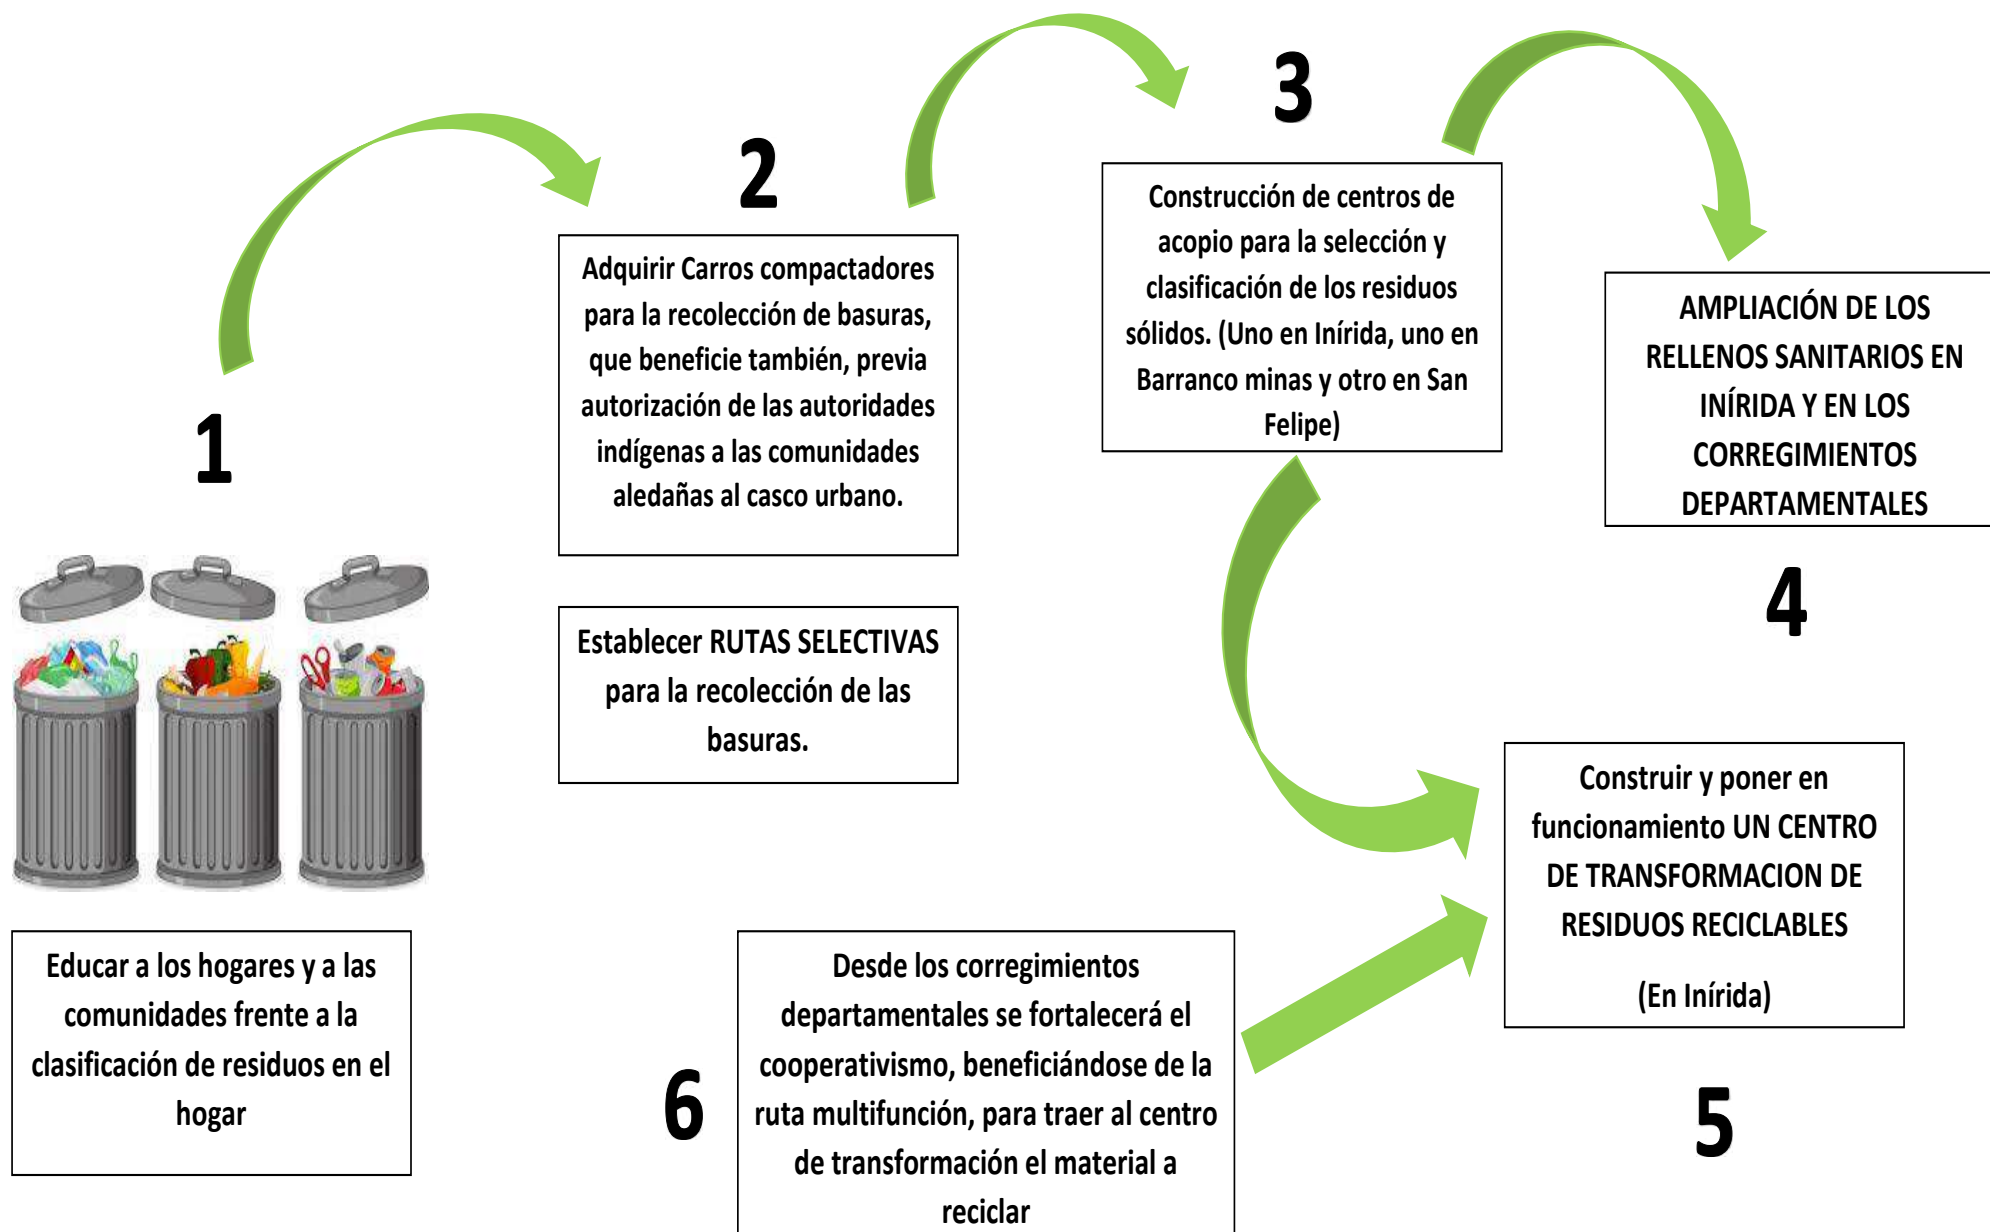 1
Educar a los hogares y a las
comunidades frente a la
clasificación de residuos en el
hogar
2
Adquirir Carros compactadores
para la recolección de basuras,
que beneficie también, previa
autorización de las autoridades
indígenas a las comunidades
aledañas al casco urbano.
Establecer RUTAS SELECTIVAS
para la recolección de las
basuras.
3
Construcción de centros de
acopio para la selección y
clasificación de los residuos
sólidos. (Uno en Inírida, uno en
Barranco minas y otro en San
Felipe)
AMPLIACIÓN DE LOS
RELLENOS SANITARIOS EN
INÍRIDA Y EN LOS
CORREGIMIENTOS
DEPARTAMENTALES
4
Construir y poner en
funcionamiento UN CENTRO
DE TRANSFORMACION DE
RESIDUOS RECICLABLES
(En Inírida)
5
6
Desde los corregimientos
departamentales se fortalecerá el
cooperativismo, beneficiándose de la
ruta multifunción, para traer al centro
de transformación el material a
reciclar